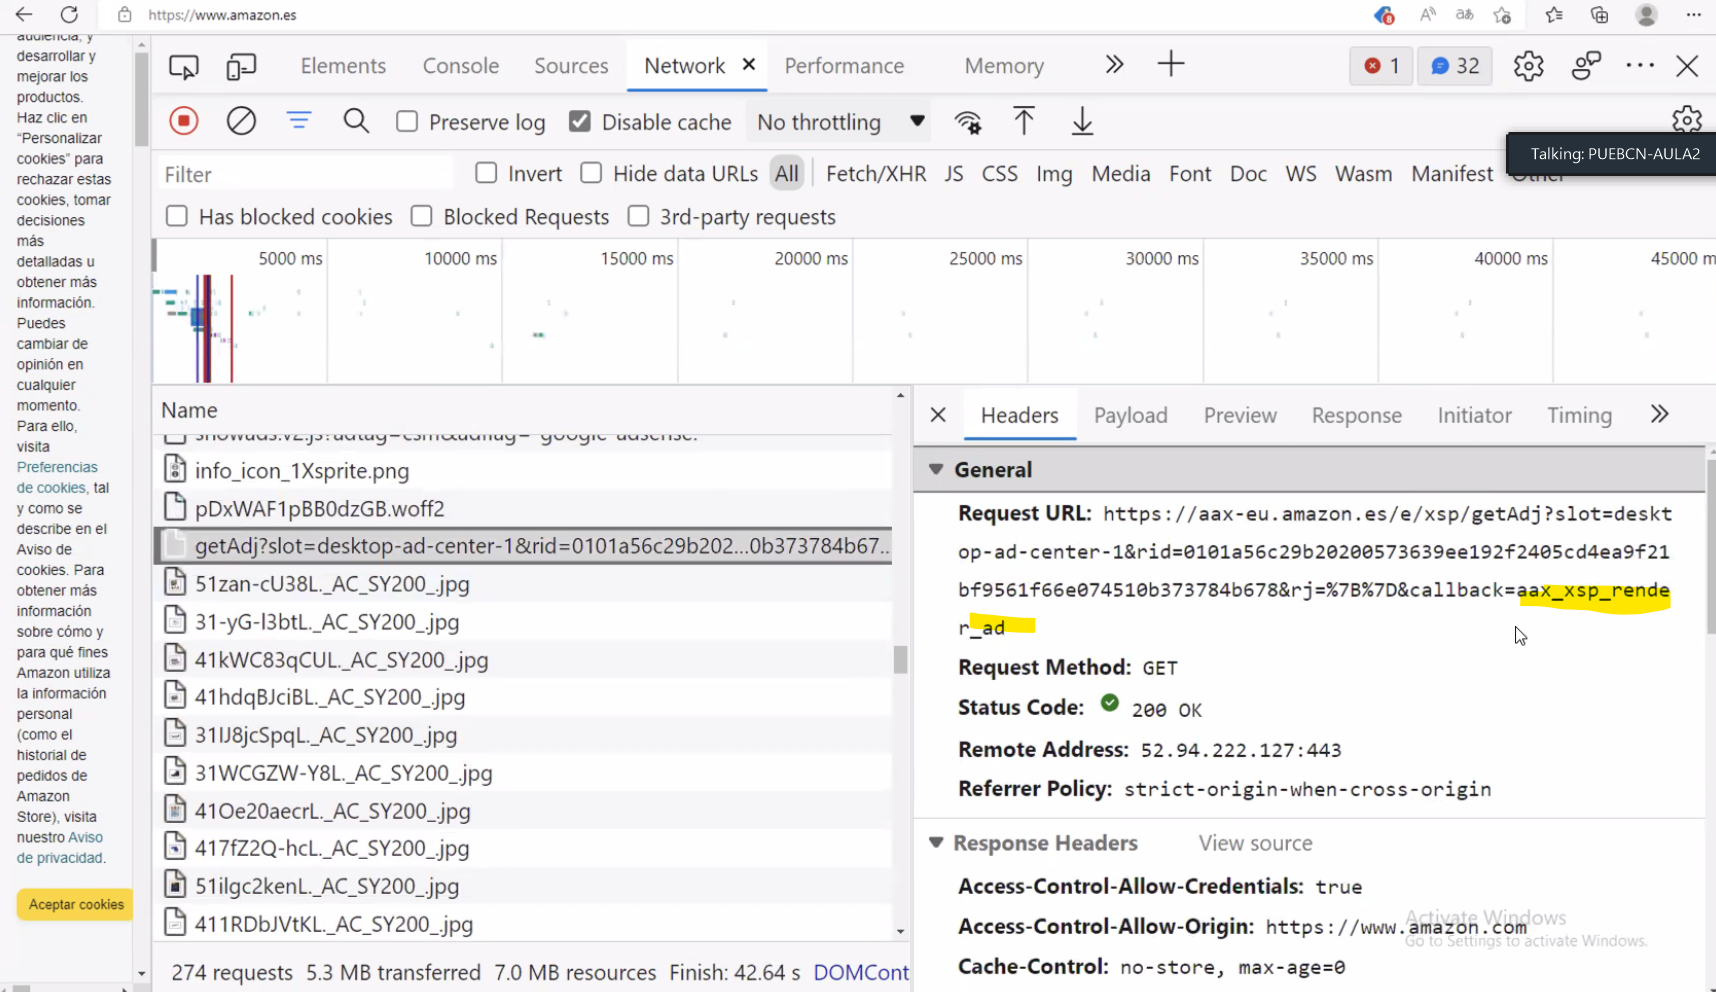 https://www.amazon.es
8
audiencia, y
desarrollar y
mejorar los
productos.
Haz clic en
“Personalizar
cookies” para
rechazar estas
cookies, tomar
decisiones
más
detalladas u
obtener más
información.
Puedes
cambiar de
opinión en
cualquier
momento.
Para ello,
visita
Preferencias
de cookies, tal
y como se
describe en el
Aviso de
cookies. Para
obtener más
información
sobre cómo y
para qué fines
Amazon utiliza
la información
personal
(como el
historial de
pedidos de
Amazon
Store), visita
nuestro Aviso
de privacidad.
Aceptar cookies
Elements Console Sources Network Performance Memory 1 32
Preserve log Disable cache No throttling
Talking: PUEBCN-AULA2
Filter Invert Hide data URLs All Fetch/XHR JS CSS Img Media Font Doc WS Wasm Manifest Other
Has blocked cookies Blocked Requests 3rd-party requests
5000 ms 10000 ms 15000 ms 20000 ms 25000 ms 30000 ms 35000 ms 40000 ms 45000 m
Name
showads.v2.js?adtag=csm&adflag=-google-adsense.
info_icon_1Xsprite.png
pDxWAF1pBB0dzGB.woff2
getAdj?slot=desktop-ad-center-1&rid=0101a56c29b202...0b373784b67...
51zan-cU38L._AC_SY200_.jpg
31-yG-l3btL._AC_SY200_.jpg
41kWC83qCUL._AC_SY200_.jpg
41hdqBJciBL._AC_SY200_.jpg
31IJ8jcSpqL._AC_SY200_.jpg
31WCGZW-Y8L._AC_SY200_.jpg
41Oe20aecrL._AC_SY200_.jpg
417fZ2Q-hcL._AC_SY200_.jpg
51ilgc2kenL._AC_SY200_.jpg
411RDbJVtKL._AC_SY200_.jpg
274 requests 5.3 MB transferred 7.0 MB resources Finish: 42.64 s DOMCont
Headers Payload Preview Response Initiator Timing
General
Request URL: https://aax-eu.amazon.es/e/xsp/getAdj?slot=deskt
op-ad-center-1&rid=0101a56c29b20200573639ee192f2405cd4ea9f21
bf9561f66e074510b373784b678&rj=%7B%7D&callback=aax_xsp_rende
r_ad
Request Method: GET
Status Code: 200 OK
Remote Address: 52.94.222.127:443
Referrer Policy: strict-origin-when-cross-origin
Response Headers View source
Access-Control-Allow-Credentials: true
Access-Control-Allow-Origin: https://www.amazon.com
Cache-Control: no-store, max-age=0
Activate Windows
Go to Settings to activate Windows.